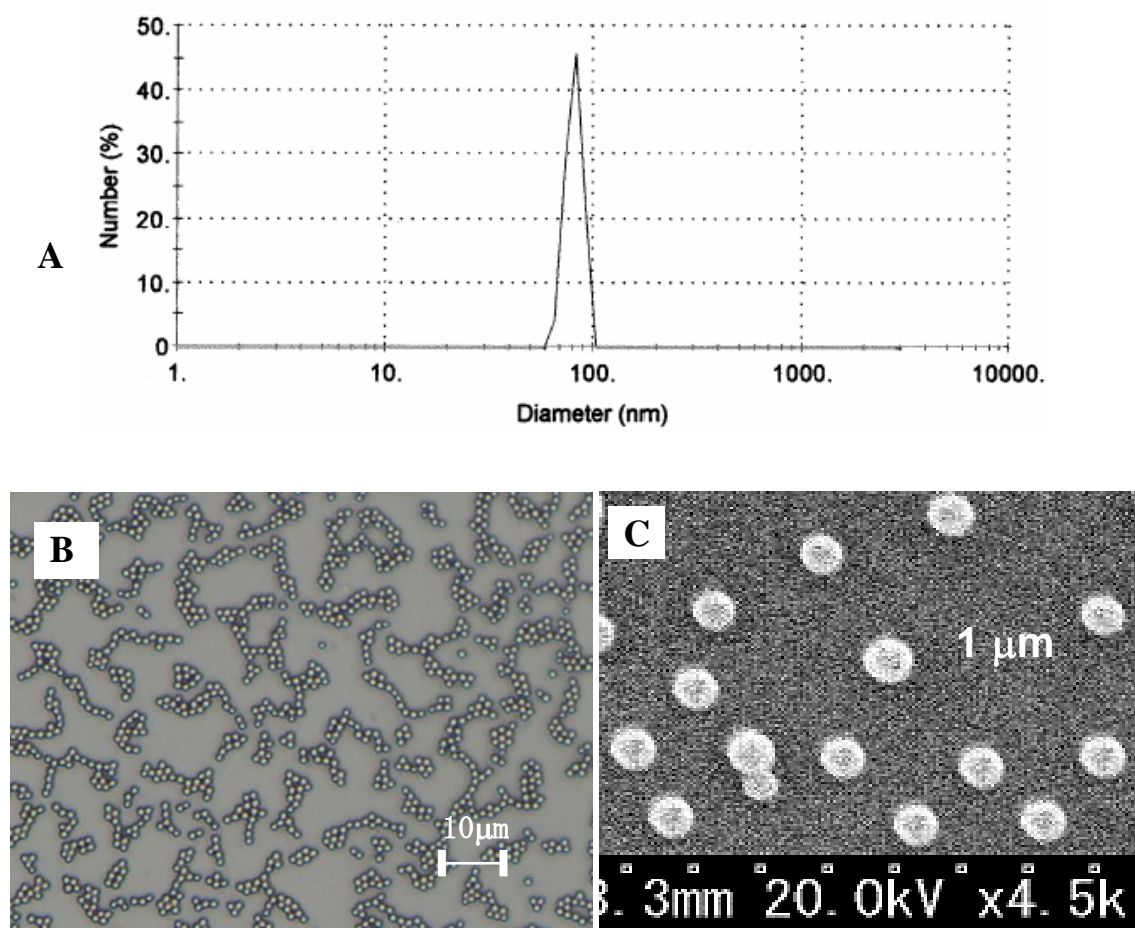 A
Number (%)
50.
40.
30.
20.
10.
0
1.
10.
100.
1000.
10000.
Diameter (nm)
B
10μm
C
1 μm
3. 3mm 20. 0kV x4. 5k